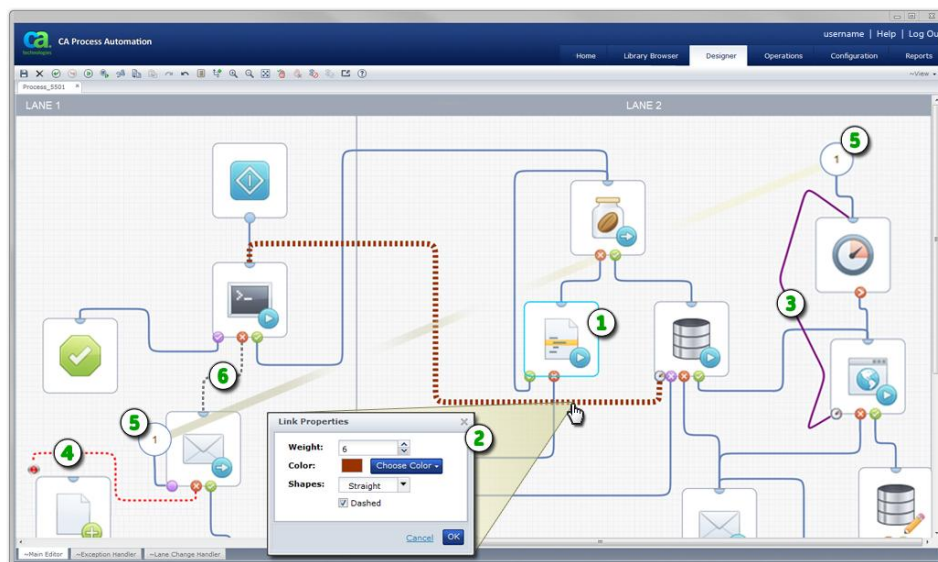 username | Help | Log Ou
ca.
technologies
CA Process Automation
Home
Library Browser
Designer
Operations
Configuration
Reports
~View
Process_5501
LANE 1
LANE 2
5
1
3
1
6
5
1
4
2
Link Properties
Weight:
6
Color:
Choose Color
Shapes:
Straight
Dashed
Cancel
OK
~Main Editor
~Exception Handler
~Lane Change Handler